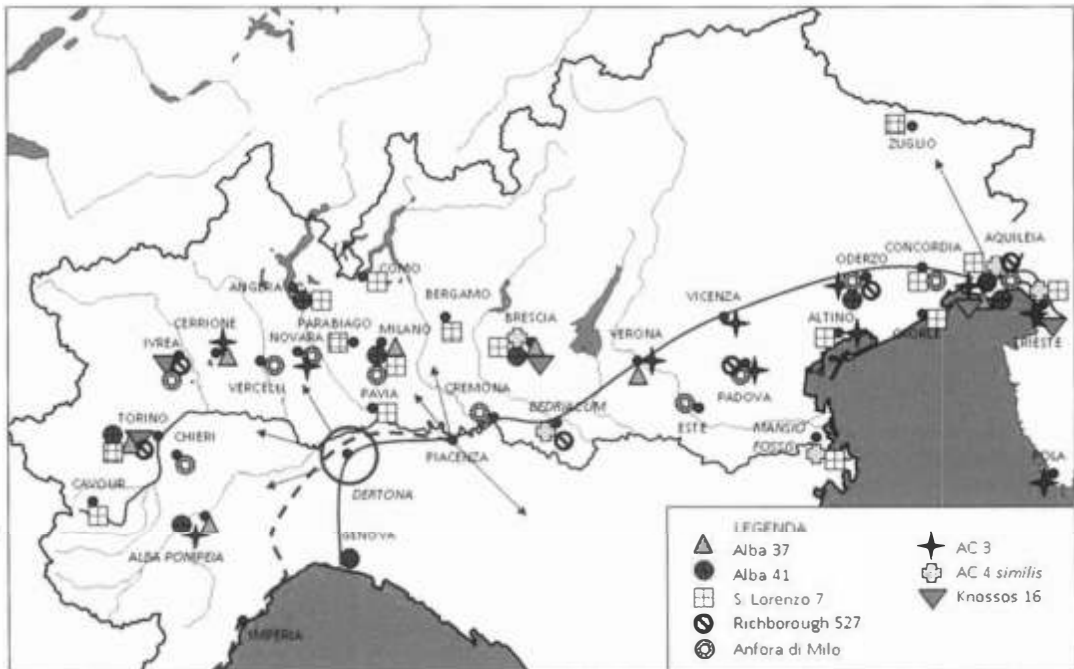 ZUGLIO
AQUILEIA
CONCORDIA
ODERZO
COMO
ANGERA
BERGAMO
VICENZA
CERRIONE
PARABIAGO
BRESCIA
ALTINO
CAORLE
IVREA
NOVARA
MILANO
VERONA
TRIESTE
VERCELLI
PAVIA
CREMONA
PADOVA
TORINO
BEDRIACUM
ESTE
CHIERI
MANSIO
FOSSIS
PIACENZA
POLA
CAVOUR
DERTONA
GENOVA
ALBA POMPEIA
IMPERIA
LEGENDA
Alba 37
Alba 41
S. Lorenzo 7
Richborough 527
Anfora di Milo
AC 3
AC 4 similis
Knossos 16